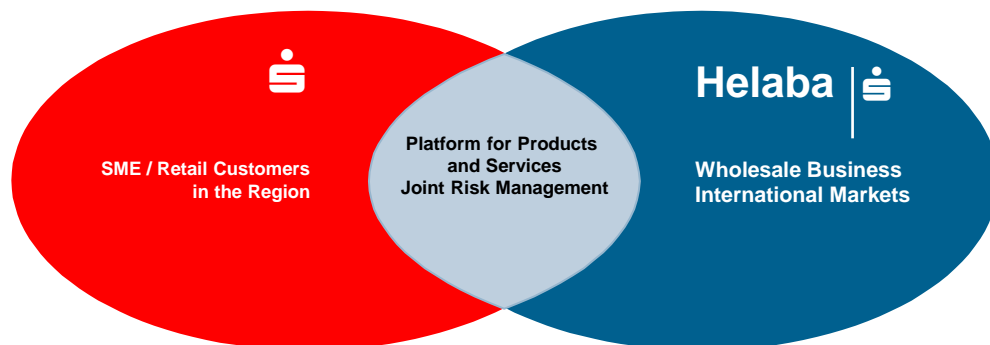 SME / Retail Customers
in the Region
Platform for Products
and Services
Joint Risk Management
Helaba
Wholesale Business
International Markets